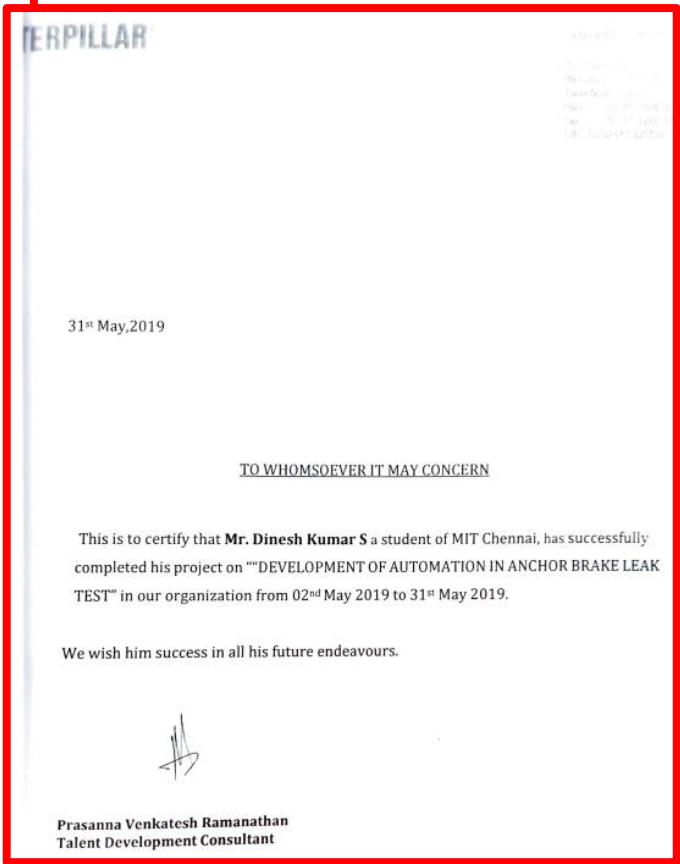 TERPILLAR
31st May,2019
TO WHOMSOEVER IT MAY CONCERN
This is to certify that Mr. Dinesh Kumar S a student of MIT Chennai, has successfully
completed his project on ""DEVELOPMENT OF AUTOMATION IN ANCHOR BRAKE LEAK
TEST" in our organization from 02nd May 2019 to 31st May 2019.
We wish him success in all his future endeavours.
Prasanna Venkatesh Ramanathan
Talent Development Consultant